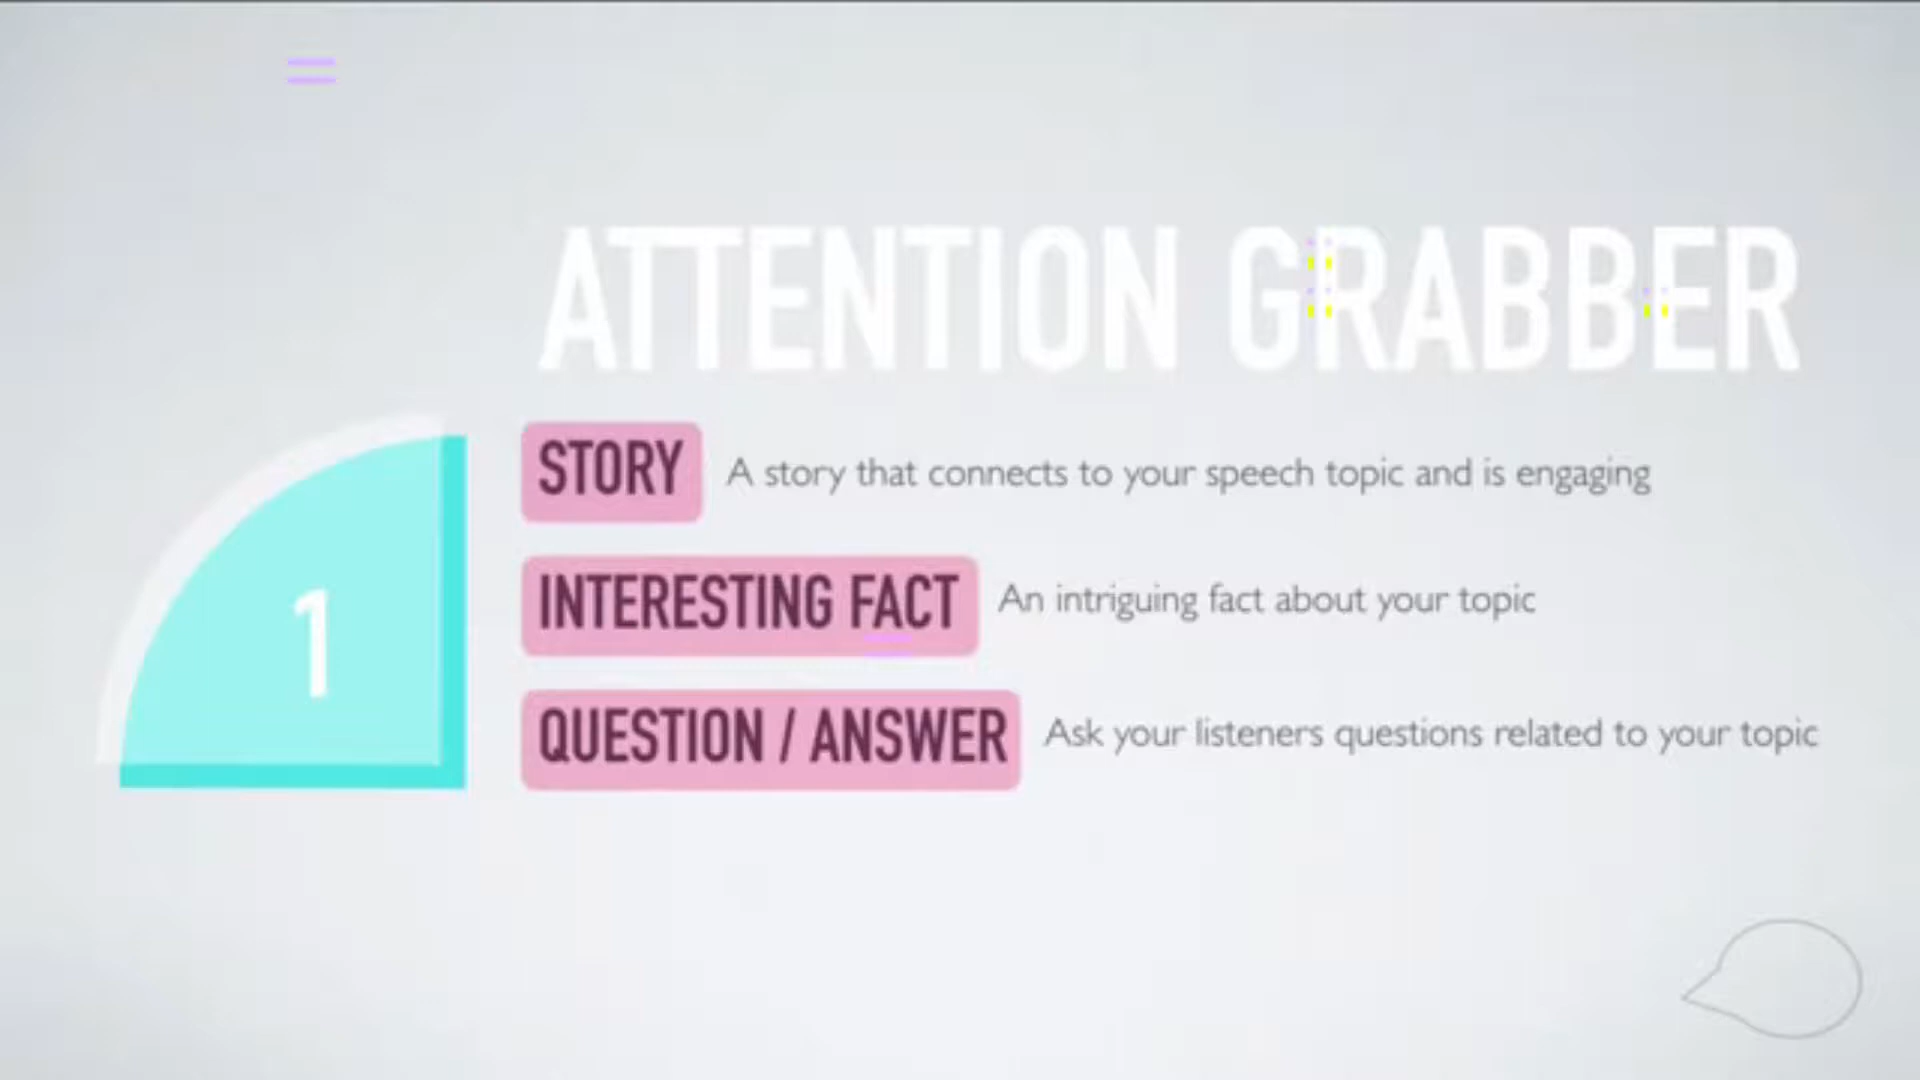 ATTENTION GRABBER
STORY A story that connects to your speech topic and is engaging
1
INTERESTING FACT An intriguing fact about your topic
QUESTION / ANSWER Ask your listeners questions related to your topic